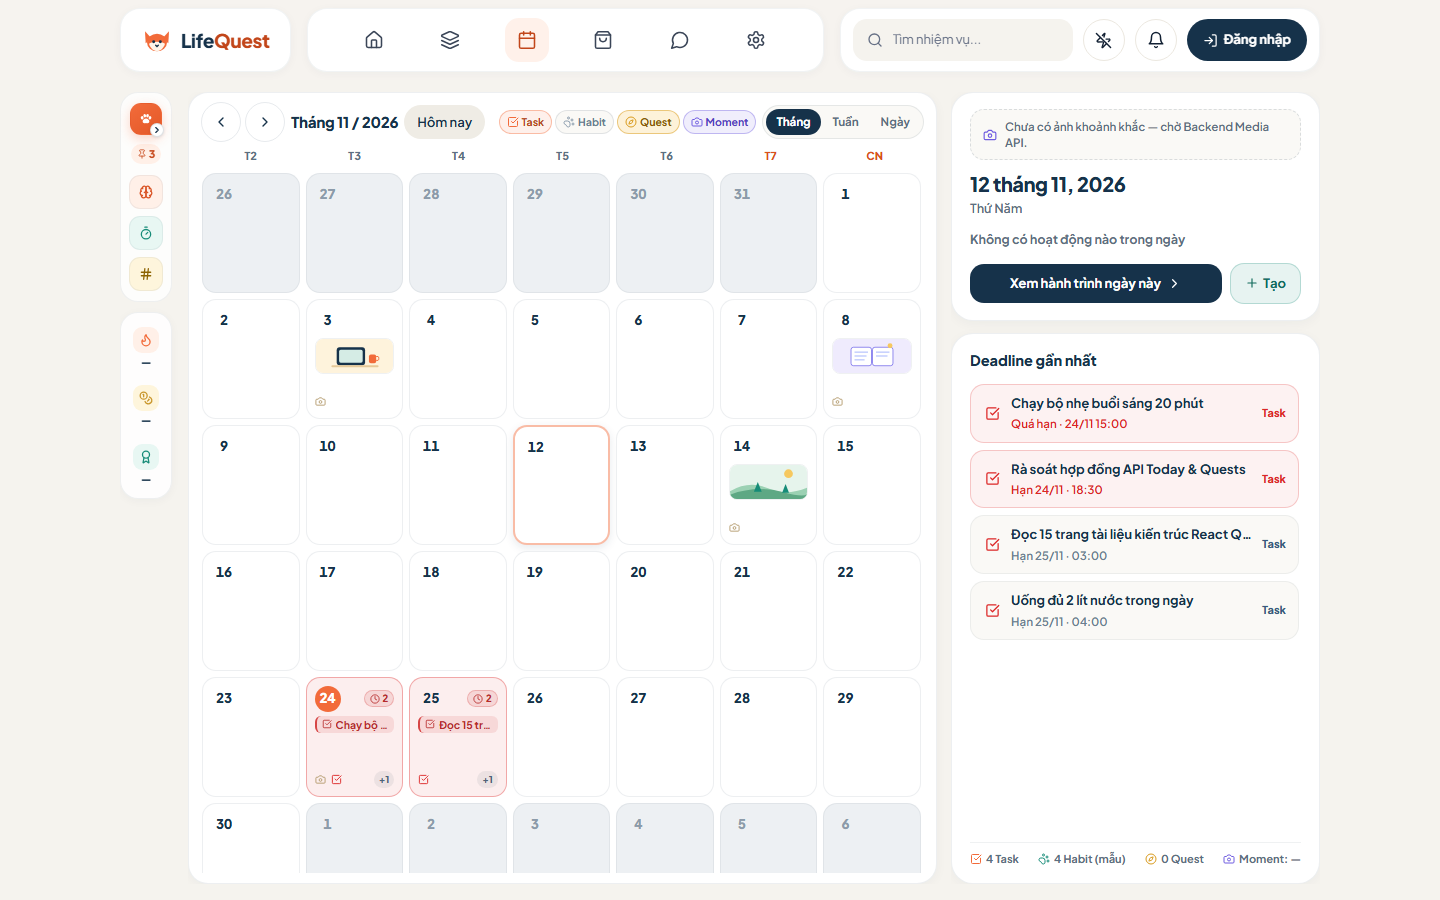 LifeQuest
Tìm nhiệm vụ...
Đăng nhập
3
–
–
–
Tháng 11 / 2026
Hôm nay
Task
Habit
Quest
Moment
Tháng
Tuần
Ngày
T2 T3 T4 T5 T6 T7 CN
26 27 28 29 30 31 1
2 3 4 5 6 7 8
9 10 11 12 13 14 15
16 17 18 19 20 21 22
23 24 2 25 2 26 27 28 29
Chạy bộ ... Đọc 15 tr...
+1 +1
30 1 2 3 4 5 6
Chưa có ảnh khoảnh khắc — chờ Backend Media
API.
12 tháng 11, 2026
Thứ Năm
Không có hoạt động nào trong ngày
Xem hành trình ngày này
+ Tạo
Deadline gần nhất
Chạy bộ nhẹ buổi sáng 20 phút
Quá hạn · 24/11 15:00
Task
Rà soát hợp đồng API Today & Quests
Hạn 24/11 · 18:30
Task
Đọc 15 trang tài liệu kiến trúc React Q...
Hạn 25/11 · 03:00
Task
Uống đủ 2 lít nước trong ngày
Hạn 25/11 · 04:00
Task
4 Task
4 Habit (mẫu)
0 Quest
Moment: —